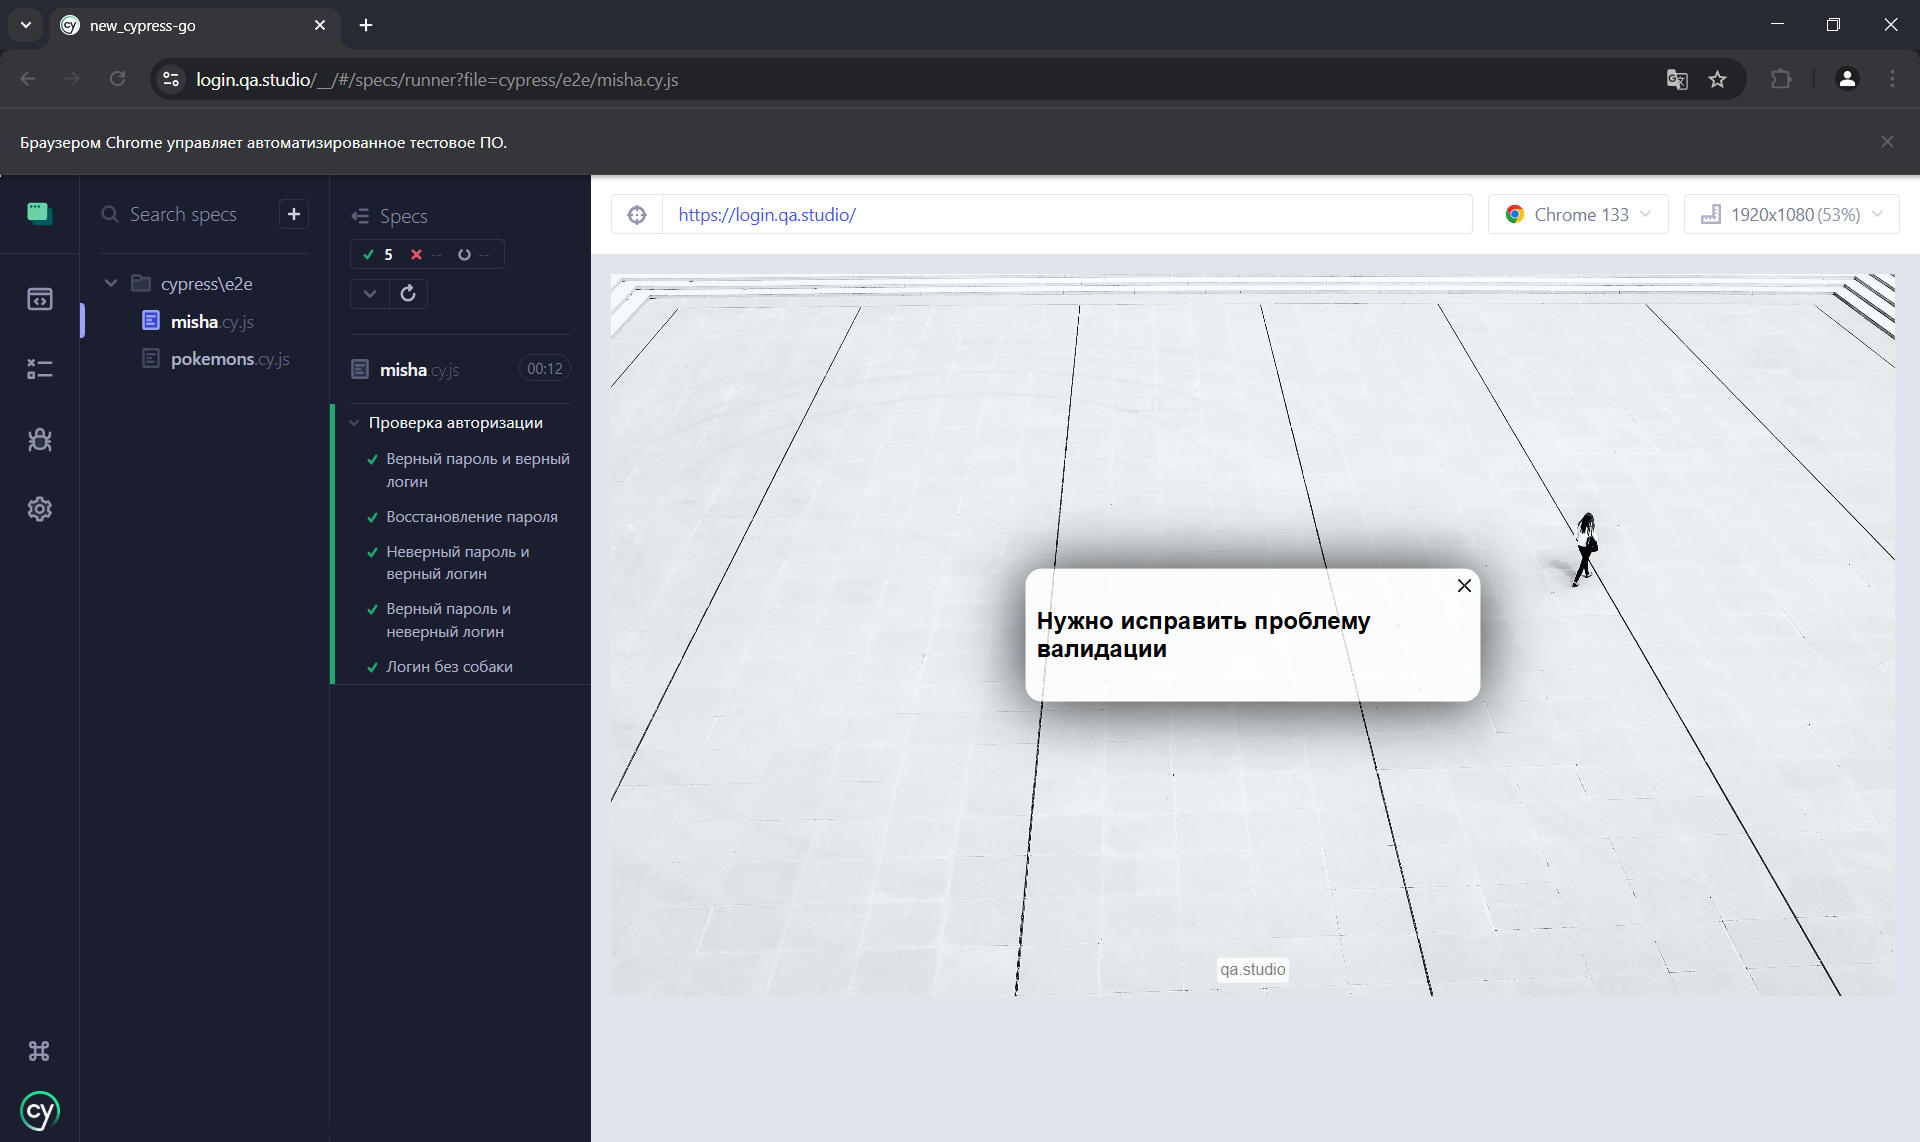 new_cypress-go
login.qa.studio/__/#/specs/runner?file=cypress/e2e/misha.cy.js
Браузером Chrome управляет автоматизированное тестовое ПО.
Search specs
cypress\e2e
misha.cy.js
pokemons.cy.js
Specs
5 -- --
misha.cy.js 00:12
Проверка авторизации
Верный пароль и верный
логин
Восстановление пароля
Неверный пароль и
верный логин
Верный пароль и
неверный логин
Логин без собаки
cy
https://login.qa.studio/
Chrome 133
1920x1080 (53%)
Нужно исправить проблему
валидации
qa.studio